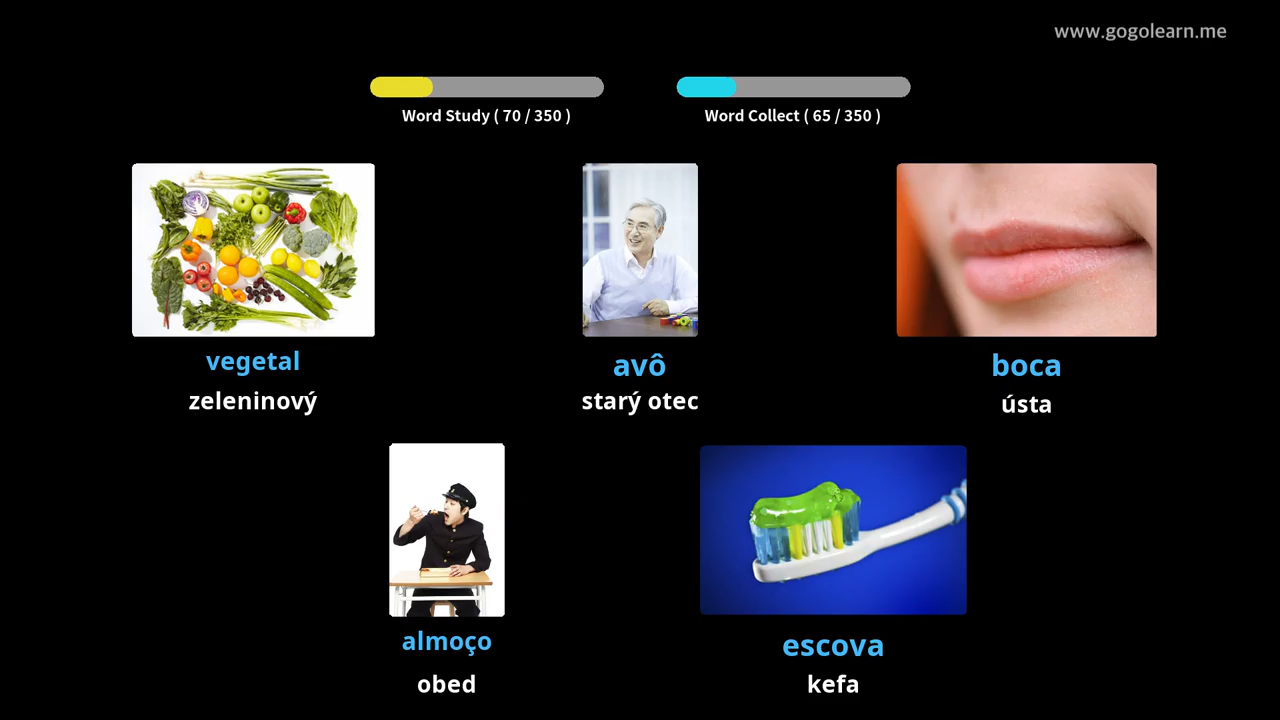 www.gogolearn.me
Word Study ( 70 / 350 )
Word Collect ( 65 / 350 )
vegetal
zeleninový
avô
starý otec
boca
ústa
almoço
obed
escova
kefa